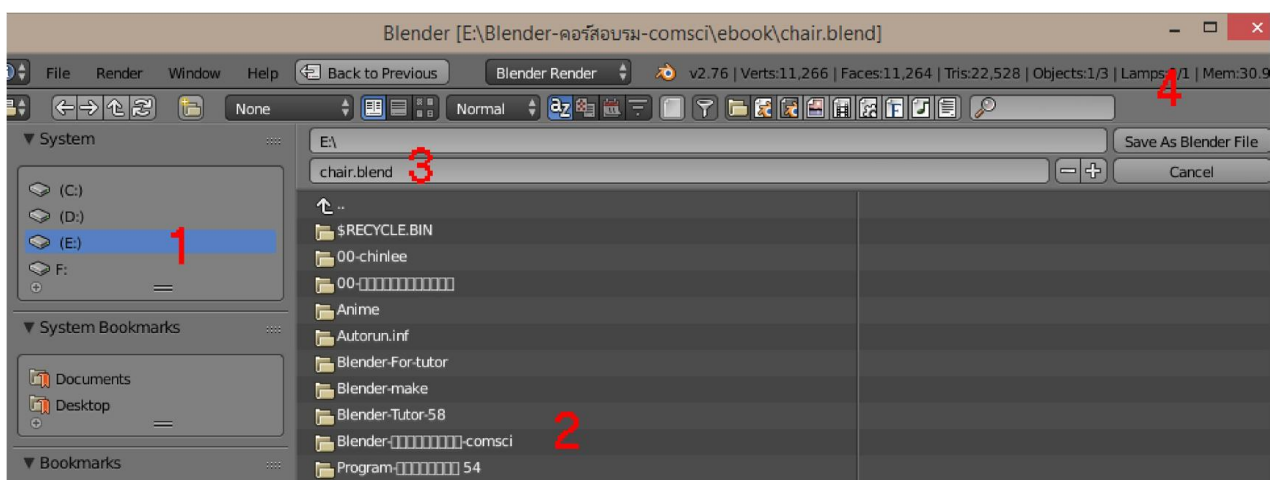 Blender [E:\Blender-คอร์สอบรม-comsci\ebook\chair.blend]
File Render Window Help Back to Previous Blender Render v2.76 | Verts:11,266 | Faces:11,264 | Tris:22,528 | Objects:1/3 | Mem:30.9
4
None Normal
System
E:\ Save As Blender File
chair.blend 3 Cancel
(C:)
(D:)
(E:) 1
F:
..
$RECYCLE.BIN
00-chinlee
00-
Anime
Autorun.inf
Blender-For-tutor
Blender-make
Blender-Tutor-58
Blender-▯▯▯▯▯▯▯▯▯▯-comsci 2
Program-▯▯▯▯▯▯▯▯ 54
System Bookmarks
Documents
Desktop
Bookmarks